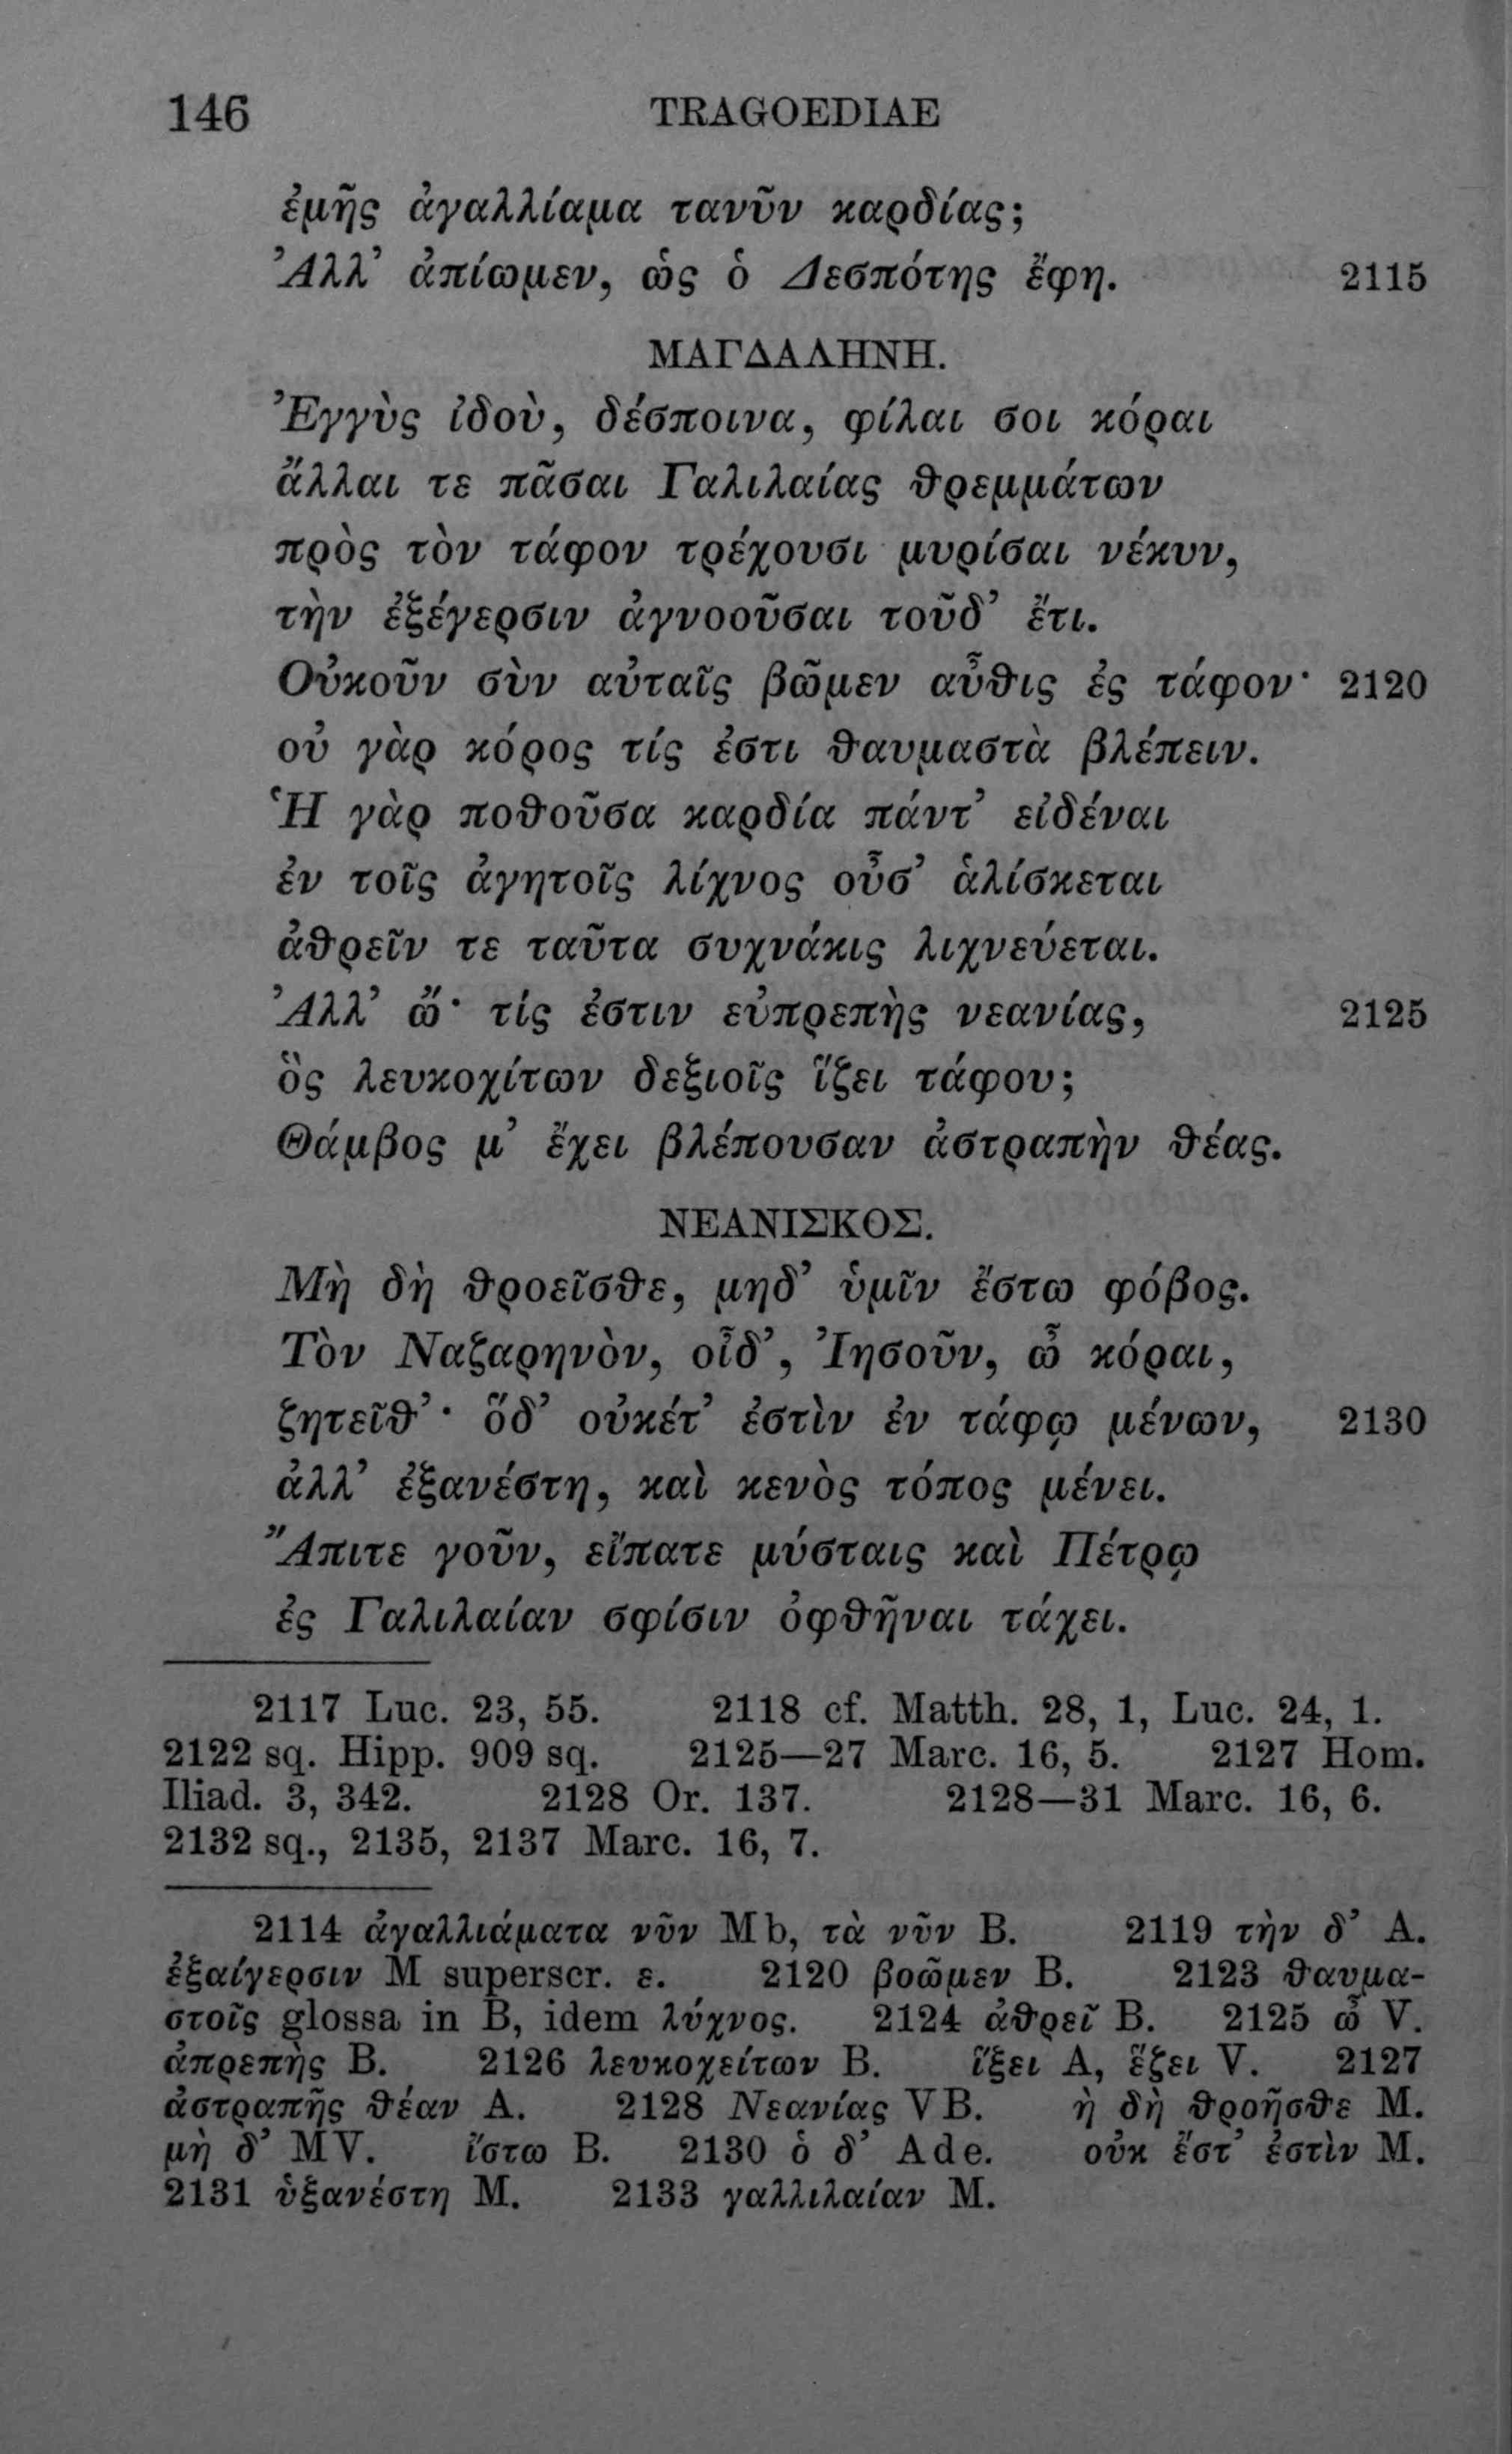 146 TRAGOEDIAE
ἐμῆς ἀγαλλίαμα τανῦν καρδίας;
Ἀλλ’ ἀπίωμεν, ὡς ὁ Δεσπότης ἔφη. 2115
ΜΑΓΔΑΛΗΝΗ.
Ἐγγὺς ἰδοὺ, δέσποινα, φίλαι σοι κόραι
ἄλλαι τε πᾶσαι Γαλιλαίας θρεμμάτων
πρὸς τὸν τάφον τρέχουσι μυρίσαι νέκυν,
τὴν ἐξέγερσιν ἀγνοοῦσαι τοῦδ’ ἔτι.
Οὐκοῦν σὺν αὐταῖς βῶμεν αὖθις ἐς τάφον· 2120
οὐ γὰρ κόρος τίς ἐστι θαυμαστὰ βλέπειν.
Ἡ γὰρ ποθοῦσα καρδία πάντ’ εἰδέναι
ἐν τοῖς ἀγητοῖς λίχνος οὖσ’ ἁλίσκεται
ἀθρεῖν τε ταῦτα συχνάκις λιχνεύεται.
Ἀλλ’ ὤ· τίς ἐστιν εὐπρεπὴς νεανίας, 2125
ὃς λευκοχίτων δεξιοῖς ἵζει τάφου;
Θάμβος μ’ ἔχει βλέπουσαν ἀστραπὴν θέας.
ΝΕΑΝΙΣΚΟΣ.
Μὴ δὴ θροεῖσθε, μηδ’ ὑμῖν ἔστω φόβος.
Τὸν Ναζαρηνὸν, οἶδ’, Ἰησοῦν, ὦ κόραι,
ζητεῖθ’· ὅδ’ οὐκέτ’ ἐστὶν ἐν τάφῳ μένων, 2130
ἀλλ’ ἐξανέστη, καὶ κενὸς τόπος μένει.
Ἄπιτε γοῦν, εἴπατε μύσταις καὶ Πέτρῳ
ἐς Γαλιλαίαν σφίσιν ὀφθῆναι τάχει.
2117 Luc. 23, 55. 2118 cf. Matth. 28, 1, Luc. 24, 1.
2122 sq. Hipp. 909 sq. 2125—27 Marc. 16, 5. 2127 Hom.
Iliad. 3, 342. 2128 Or. 137. 2128—31 Marc. 16, 6.
2132 sq., 2135, 2137 Marc. 16, 7.
2114 ἀγαλλιάματα νῦν Mb, τὰ νῦν B. 2119 τὴν δ’ A.
ἐξαίγερσιν M superscr. ε. 2120 βοῶμεν B. 2123 θαυμα-
στοῖς glossa in B, idem λύχνος. 2124 ἀθρεῖ B. 2125 ὦ V.
ἀπρεπὴς B. 2126 λευκοχείτων B. ἵξει A, ἕζει V. 2127
ἀστραπῆς θέαν A. 2128 Νεανίας VB. ἢ δὴ θροῆσθε M.
μὴ δ’ MV. ἴστω B. 2130 ὁ δ’ Ade. οὐκ ἔστ’ ἐστὶν M.
2131 ὑξανέστη M. 2133 γαλλιλαίαν M.